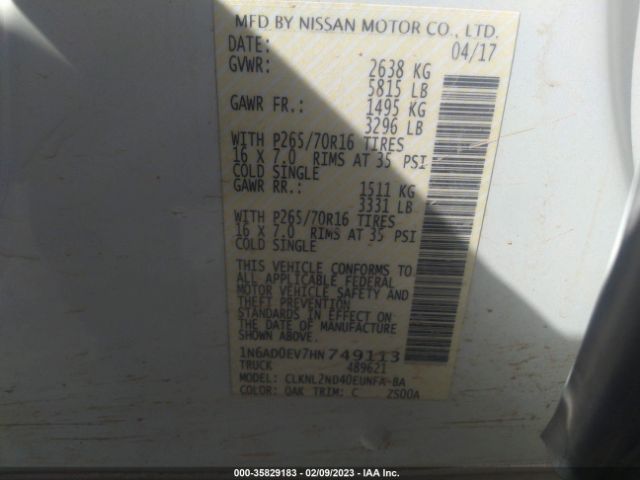 MFD BY NISSAN MOTOR CO., LTD.
DATE: 04/17
GVWR: 2638 KG
5815 LB
GAWR FR.: 1495 KG
3296 LB
WITH P265/70R16 TIRES
16 X 7.0 RIMS AT 35 PSI
COLD SINGLE
GAWR RR.: 1511 KG
3331 LB
WITH P265/70R16 TIRES
16 X 7.0 RIMS AT 35 PSI
COLD SINGLE
THIS VEHICLE CONFORMS TO
ALL APPLICABLE FEDERAL
MOTOR VEHICLE SAFETY AND
THEFT PREVENTION
STANDARDS IN EFFECT ON
THE DATE OF MANUFACTURE
SHOWN ABOVE.
1N6AD0EV7HN749113
TRUCK 489621
MODEL: CLKNL2ND40EUNFA-BA
COLOR: QAK TRIM: C 2S00A
000-35829183 - 02/09/2023 - IAA Inc.